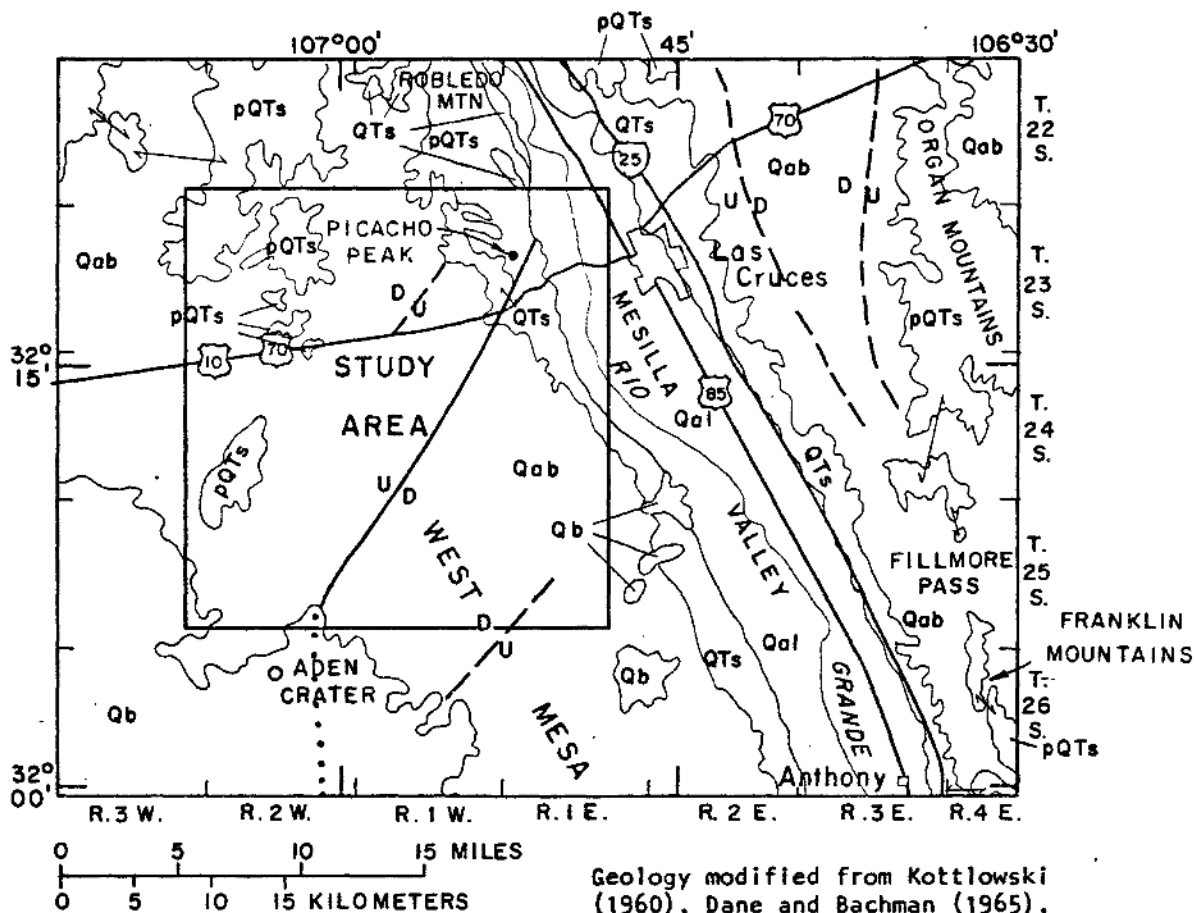 pQTs
107°00'
45'
106°30'
ROBLEDO
MTN
pQTs
QTs
pQTs
QTs
25
70
Qab
Qab
ORGAN MOUNTAINS
T.
22
S.
D
U
U
D
PICACHO
PEAK
pQTs
Qab
Las
Cruces
T.
23
S.
D
U
pQTs
QTs
MESILLA
RIO
pQTs
32°
15'
10
70
STUDY
AREA
85
Qal
T.
24
S.
pQTs
Qab
QTs
U
D
WEST
Qb
VALLEY
FILLMORE
PASS
T.
25
S.
FRANKLIN
MOUNTAINS
Qab
D
U
Qal
QTs
Qb
ADEN
CRATER
Qb
MESA
GRANDE
T.
26
S.
pQTs
Anthony
32°
00'
R.3 W.
R.2 W.
R.1 W.
R.1 E.
R.2 E.
R.3 E.
R.4 E.
0 5 10 15 MILES
0 5 10 15 KILOMETERS
Geology modified from Kottlowski
(1960), Dane and Bachman (1965).